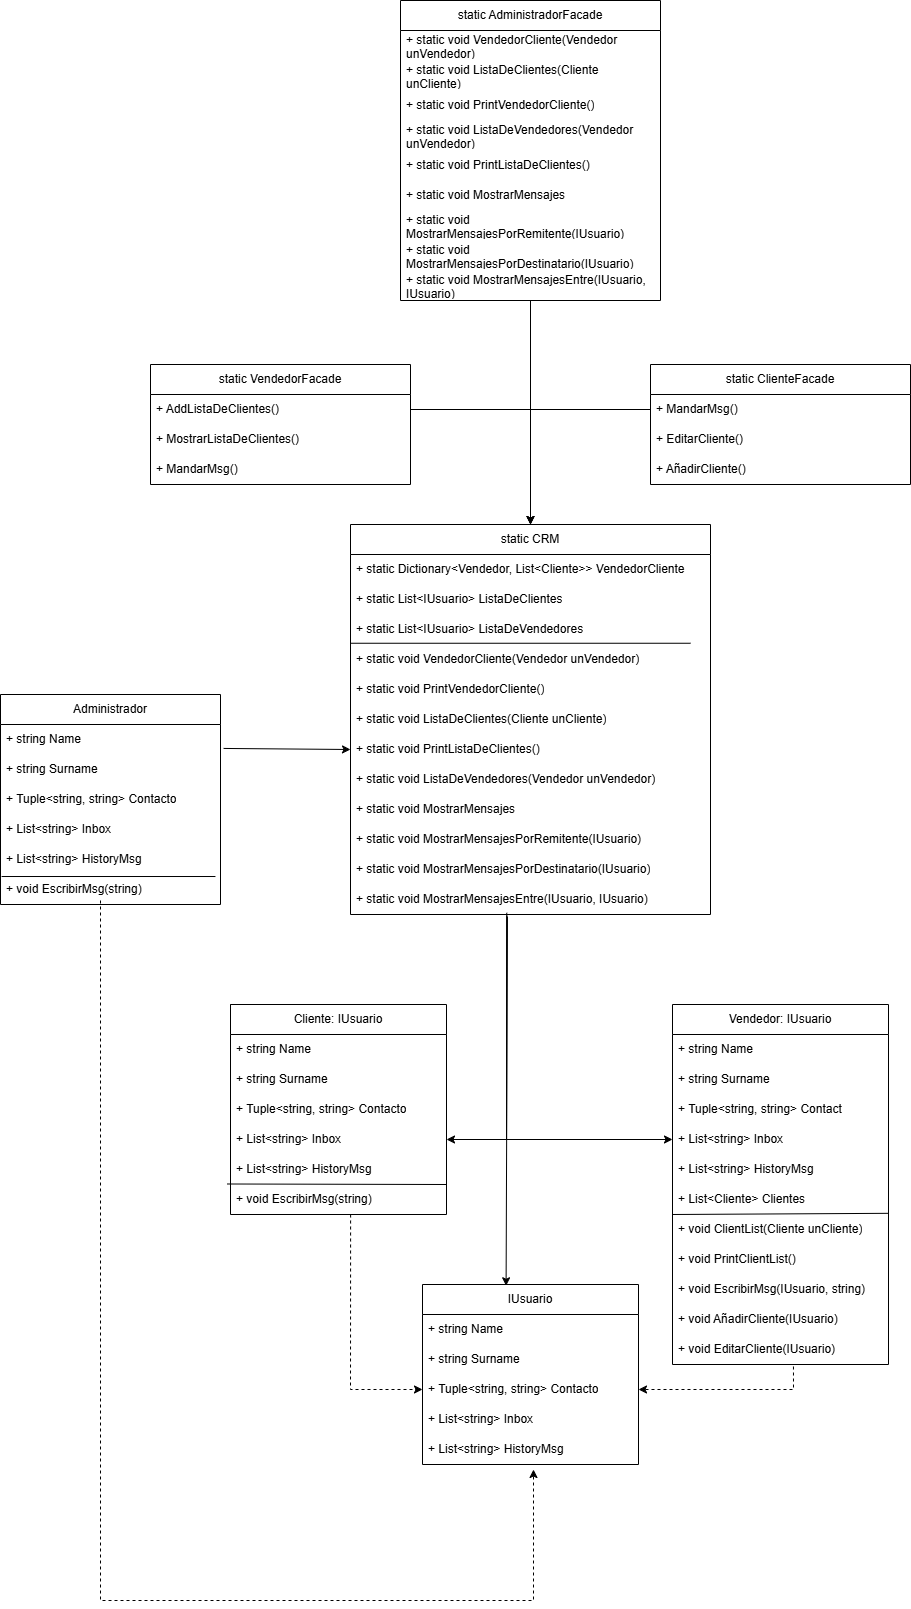 static AdministradorFacade
+ static void VendedorCliente(Vendedor
unVendedor)
+ static void ListaDeClientes(Cliente
unCliente)
+ static void PrintVendedorCliente()
+ static void ListaDeVendedores(Vendedor
unVendedor)
+ static void PrintListaDeClientes()
+ static void MostrarMensajes
+ static void
MostrarMensajesPorRemitente(IUsuario)
+ static void
MostrarMensajesPorDestinatario(IUsuario)
+ static void MostrarMensajesEntre(IUsuario,
IUsuario)
static VendedorFacade
+ AddListaDeClientes()
+ MostrarListaDeClientes()
+ MandarMsg()
static ClienteFacade
+ MandarMsg()
+ EditarCliente()
+ AñadirCliente()
static CRM
+ static Dictionary<Vendedor, List<Cliente>> VendedorCliente
+ static List<IUsuario> ListaDeClientes
+ static List<IUsuario> ListaDeVendedores
+ static void VendedorCliente(Vendedor unVendedor)
+ static void PrintVendedorCliente()
+ static void ListaDeClientes(Cliente unCliente)
+ static void PrintListaDeClientes()
+ static void ListaDeVendedores(Vendedor unVendedor)
+ static void MostrarMensajes
+ static void MostrarMensajesPorRemitente(IUsuario)
+ static void MostrarMensajesPorDestinatario(IUsuario)
+ static void MostrarMensajesEntre(IUsuario, IUsuario)
Administrador
+ string Name
+ string Surname
+ Tuple<string, string> Contacto
+ List<string> Inbox
+ List<string> HistoryMsg
+ void EscribirMsg(string)
Cliente: IUsuario
+ string Name
+ string Surname
+ Tuple<string, string> Contacto
+ List<string> Inbox
+ List<string> HistoryMsg
+ void EscribirMsg(string)
Vendedor: IUsuario
+ string Name
+ string Surname
+ Tuple<string, string> Contact
+ List<string> Inbox
+ List<string> HistoryMsg
+ List<Cliente> Clientes
+ void ClientList(Cliente unCliente)
+ void PrintClientList()
+ void EscribirMsg(IUsuario, string)
+ void AñadirCliente(IUsuario)
+ void EditarCliente(IUsuario)
IUsuario
+ string Name
+ string Surname
+ Tuple<string, string> Contacto
+ List<string> Inbox
+ List<string> HistoryMsg